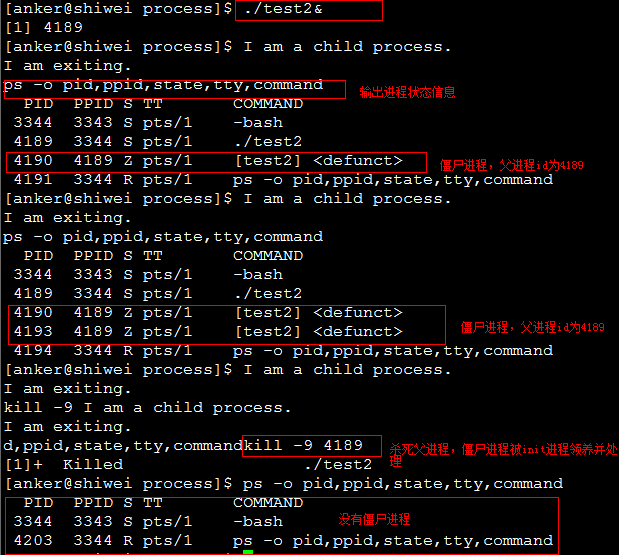 [anker@shiwei process]$ ./test2&
[1] 4189
[anker@shiwei process]$ I am a child process.
I am exiting.
ps -o pid,ppid,state,tty,command
输出进程状态信息
PID PPID S TT COMMAND
3344 3343 S pts/1 -bash
4189 3344 S pts/1 ./test2
4190 4189 Z pts/1 [test2] <defunct>
僵尸进程，父进程id为4189
4191 3344 R pts/1 ps -o pid,ppid,state,tty,command
[anker@shiwei process]$ I am a child process.
I am exiting.
ps -o pid,ppid,state,tty,command
PID PPID S TT COMMAND
3344 3343 S pts/1 -bash
4189 3344 S pts/1 ./test2
4190 4189 Z pts/1 [test2] <defunct>
4193 4189 Z pts/1 [test2] <defunct>
僵尸进程，父进程id为4189
4194 3344 R pts/1 ps -o pid,ppid,state,tty,command
[anker@shiwei process]$ I am a child process.
I am exiting.
kill -9 I am a child process.
I am exiting.
d,ppid,state,tty,commandkill -9 4189
杀死父进程，僵尸进程被init进程领养并处
理
[1]+ Killed ./test2
[anker@shiwei process]$ ps -o pid,ppid,state,tty,command
PID PPID S TT COMMAND
3344 3343 S pts/1 -bash
没有僵尸进程
4203 3344 R pts/1 ps -o pid,ppid,state,tty,command